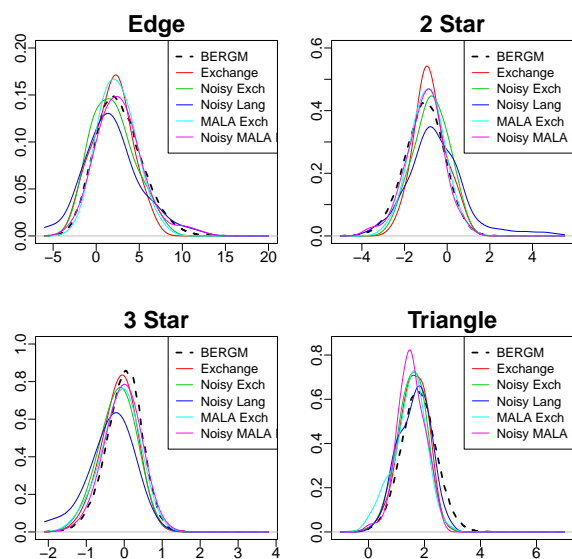 Edge
0.00 0.05 0.10 0.15 0.20
−5 0 5 10 15 20
BERGM
Exchange
Noisy Exch
Noisy Lang
MALA Exch
Noisy MALA
2 Star
0.0 0.2 0.4 0.6
−4 −2 0 2 4
BERGM
Exchange
Noisy Exch
Noisy Lang
MALA Exch
Noisy MALA
3 Star
0.0 0.2 0.4 0.6 0.8 1.0
−2 −1 0 1 2 3 4
BERGM
Exchange
Noisy Exch
Noisy Lang
MALA Exch
Noisy MALA
Triangle
0.0 0.2 0.4 0.6 0.8
0 2 4 6
BERGM
Exchange
Noisy Exch
Noisy Lang
MALA Exch
Noisy MALA